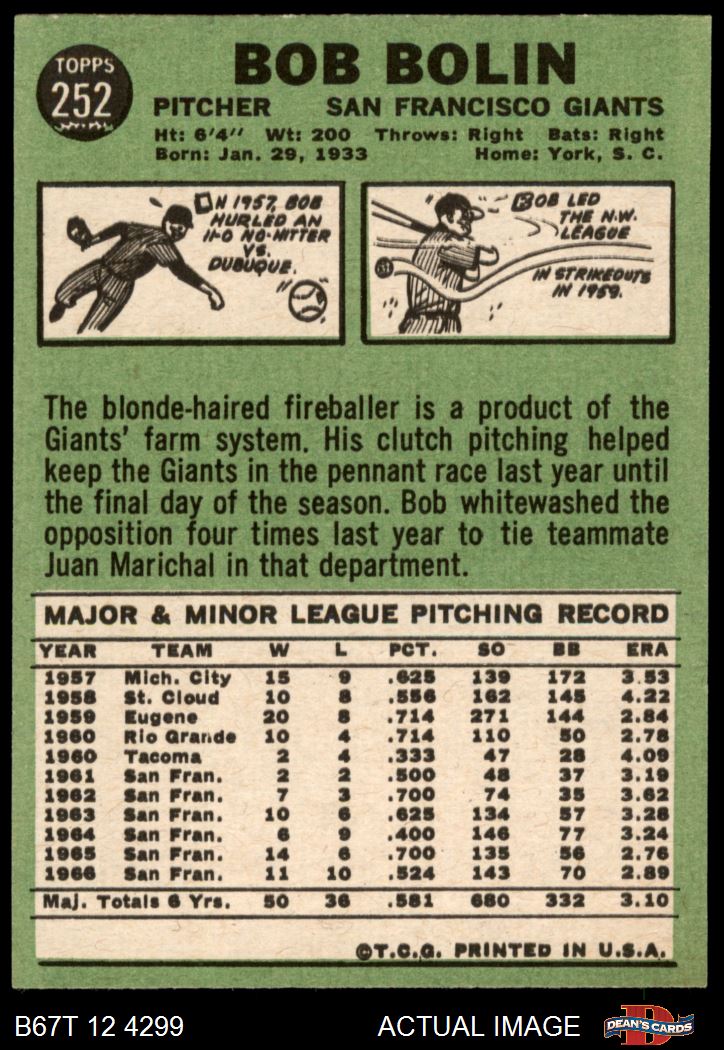 TOPPS
252
BOB BOLIN
PITCHER SAN FRANCISCO GIANTS
Ht: 6'4" Wt: 200 Throws: Right Bats: Right
Born: Jan. 29, 1933 Home: York, S. C.
IN 1957, BOB
HURLED AN
11-0 NO-HITTER
VS.
DUBUQUE.
BOB LED
THE N.W.
LEAGUE
IN STRIKEOUTS
IN 1959.
The blonde-haired fireballer is a product of the
Giants' farm system. His clutch pitching helped
keep the Giants in the pennant race last year until
the final day of the season. Bob whitewashed the
opposition four times last year to tie teammate
Juan Marichal in that department.
MAJOR & MINOR LEAGUE PITCHING RECORD
YEAR TEAM W L PCT. SO BB ERA
1957 Mich. City 15 9 .625 139 172 3.53
1958 St. Cloud 10 8 .556 162 145 4.22
1959 Eugene 20 8 .714 271 144 2.84
1960 Rio Grande 10 4 .714 110 50 2.78
1960 Tacoma 2 4 .333 47 28 4.09
1961 San Fran. 2 2 .500 48 37 3.19
1962 San Fran. 7 3 .700 74 35 3.62
1963 San Fran. 10 6 .625 134 57 3.28
1964 San Fran. 6 9 .400 146 77 3.24
1965 San Fran. 14 6 .700 135 56 2.76
1966 San Fran. 11 10 .524 143 70 2.89
Maj. Totals 6 Yrs. 50 36 .581 680 332 3.10
©T.C.G. PRINTED IN U.S.A.
B67T 12 4299 ACTUAL IMAGE
D
DEAN'S CARDS